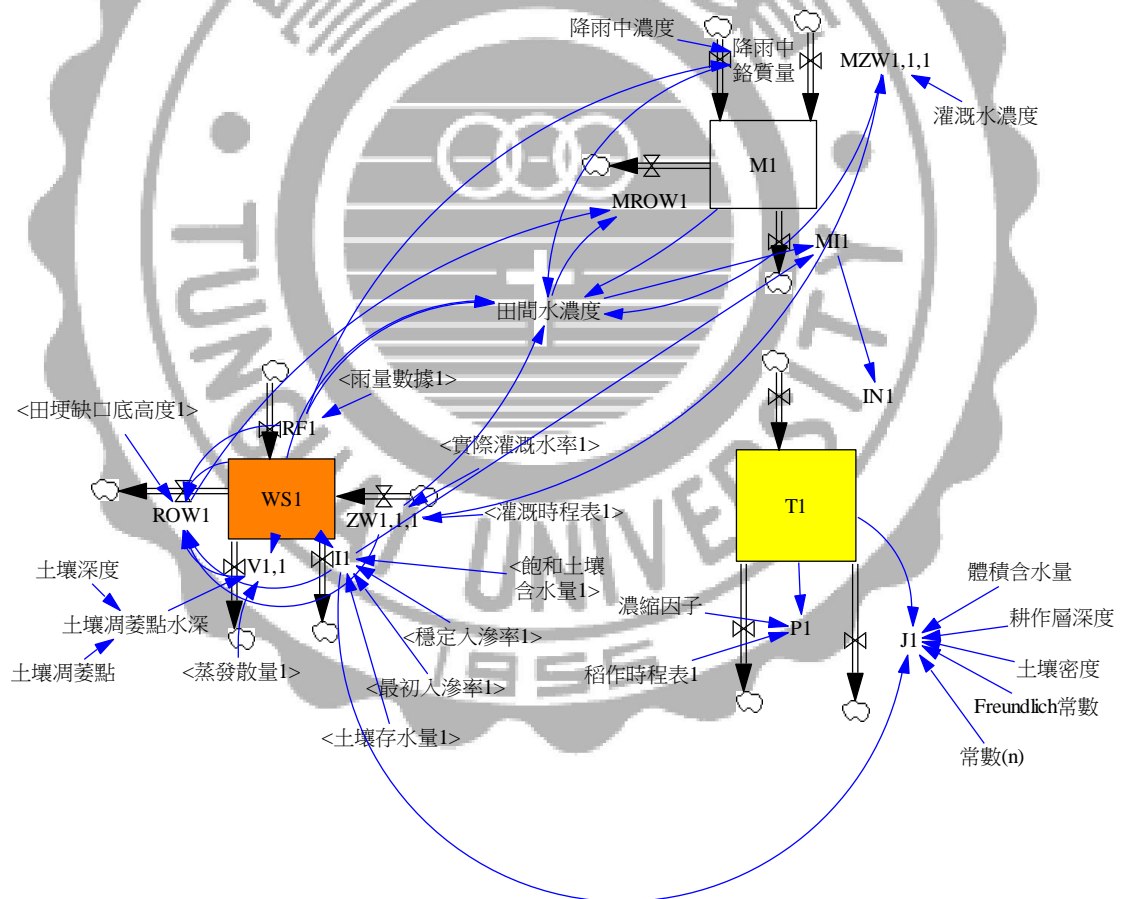 降雨中濃度
降雨中
鉻質量
MZW1,1,1
灌溉水濃度
M1
MROW1
MI1
田間水濃度
IN1
<雨量數據1>
<田埂缺口底高度1>
RF1
<實際灌溉水率1>
WS1
ROW1
ZW1,1,1
<灌溉時程表1>
T1
V1,1
I1
<飽和土壤
含水量1>
土壤深度
土壤凋萎點水深
土壤凋萎點
<蒸發散量1>
<穩定入滲率1>
<最初入滲率1>
<土壤存水量1>
濃縮因子
P1
稻作時程表1
體積含水量
耕作層深度
J1
土壤密度
Freundlich常數
常數(n)
TUNGHAI UNIVERSITY
1955